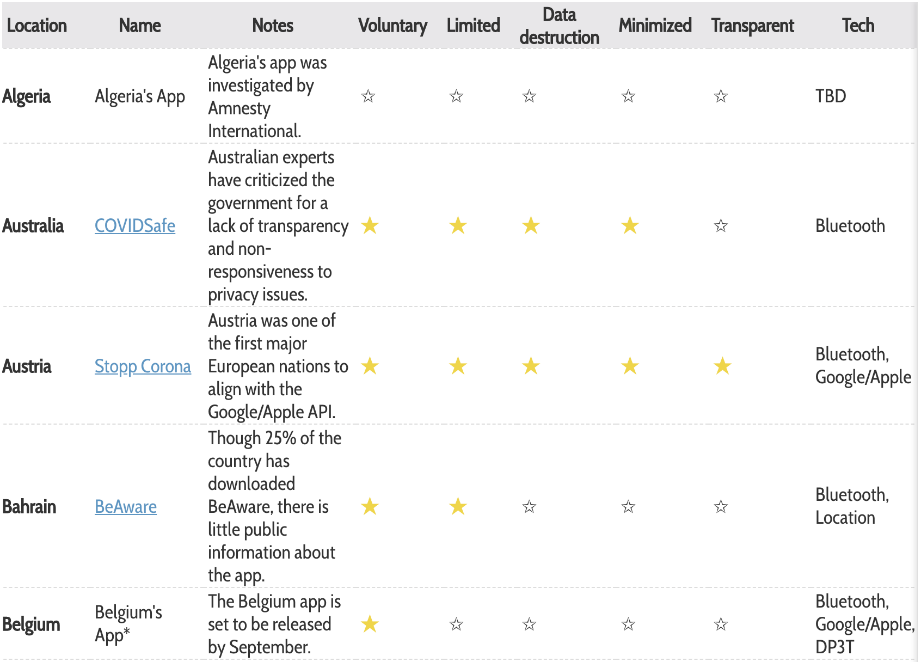 Location Name Notes Voluntary Limited Data destruction Minimized Transparent Tech
Algeria Algeria's App Algeria's app was
investigated by
Amnesty
International. ☆ ☆ ☆ ☆ ☆ TBD
Australia COVIDSafe Australian experts
have criticized the
government for a
lack of transparency
and non-
responsiveness to
privacy issues. ★ ★ ★ ★ ☆ Bluetooth
Austria Stopp Corona Austria was one of
the first major
European nations to
align with the
Google/Apple API. ★ ★ ★ ★ ★ Bluetooth,
Google/Apple
Bahrain BeAware Though 25% of the
country has
downloaded
BeAware, there is
little public
information about
the app. ★ ★ ☆ ☆ ☆ Bluetooth,
Location
Belgium Belgium's
App* The Belgium app is
set to be released
by September. ★ ☆ ☆ ☆ ☆ Bluetooth,
Google/Apple,
DP3T